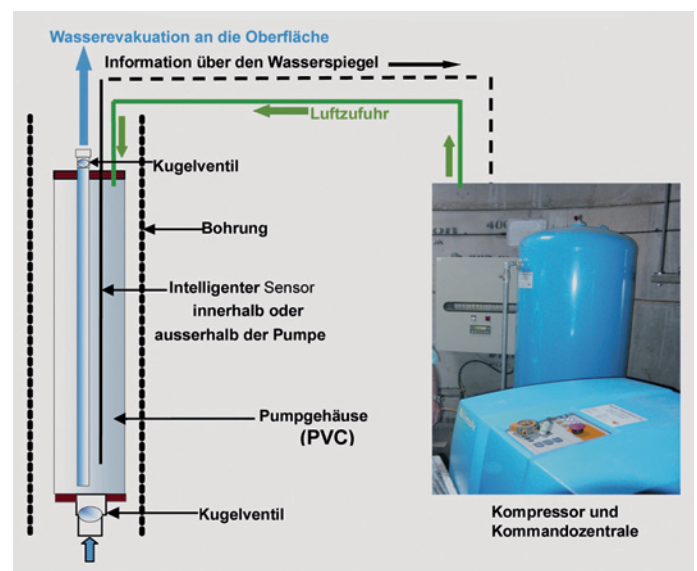 Wasserevakuation an die Oberfläche
Information über den Wasserspiegel
Luftzufuhr
Kugelventil
Bohrung
Intelligenter Sensor
innerhalb oder
ausserhalb der Pumpe
Pumpgehäuse
(PVC)
Kugelventil
Kompressor und
Kommandozentrale